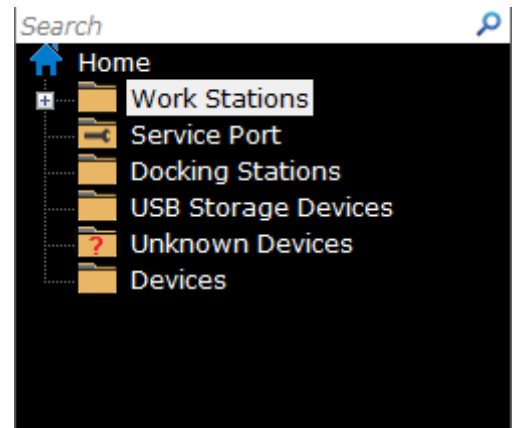 Search
Home
Work Stations
Service Port
Docking Stations
USB Storage Devices
? Unknown Devices
Devices